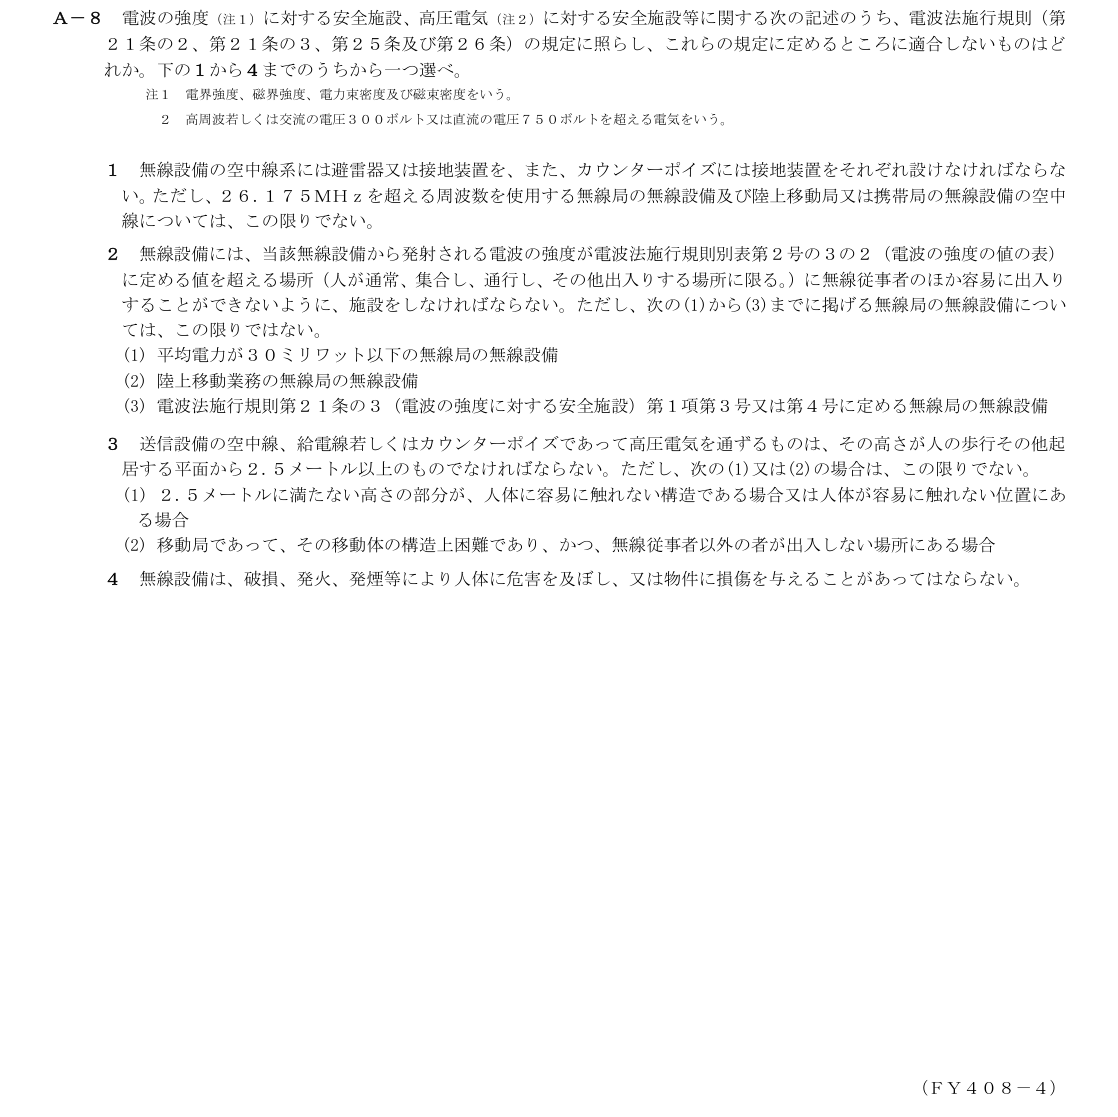 Ａ－８　電波の強度（注１）に対する安全施設、高圧電気（注２）に対する安全施設等に関する次の記述のうち、電波法施行規則（第
２１条の２、第２１条の３、第２５条及び第２６条）の規定に照らし、これらの規定に定めるところに適合しないものはど
れか。下の１から４までのうちから一つ選べ。
注１　電界強度、磁界強度、電力束密度及び磁束密度をいう。
２　高周波若しくは交流の電圧３００ボルト又は直流の電圧７５０ボルトを超える電気をいう。
１　無線設備の空中線系には避雷器又は接地装置を、また、カウンターポイズには接地装置をそれぞれ設けなければならな
い。ただし、２６．１７５ＭＨｚを超える周波数を使用する無線局の無線設備及び陸上移動局又は携帯局の無線設備の空中
線については、この限りでない。
２　無線設備には、当該無線設備から発射される電波の強度が電波法施行規則別表第２号の３の２（電波の強度の値の表）
に定める値を超える場所（人が通常、集合し、通行し、その他出入りする場所に限る。）に無線従事者のほか容易に出入り
することができないように、施設をしなければならない。ただし、次の(1)から(3)までに掲げる無線局の無線設備につい
ては、この限りではない。
(1) 平均電力が３０ミリワット以下の無線局の無線設備
(2) 陸上移動業務の無線局の無線設備
(3) 電波法施行規則第２１条の３（電波の強度に対する安全施設）第１項第３号又は第４号に定める無線局の無線設備
３　送信設備の空中線、給電線若しくはカウンターポイズであって高圧電気を通ずるものは、その高さが人の歩行その他起
居する平面から２．５メートル以上のものでなければならない。ただし、次の(1)又は(2)の場合は、この限りでない。
(1) ２．５メートルに満たない高さの部分が、人体に容易に触れない構造である場合又は人体が容易に触れない位置にあ
る場合
(2) 移動局であって、その移動体の構造上困難であり、かつ、無線従事者以外の者が出入しない場所にある場合
４　無線設備は、破損、発火、発煙等により人体に危害を及ぼし、又は物件に損傷を与えることがあってはならない。
（ＦＹ４０８－４）